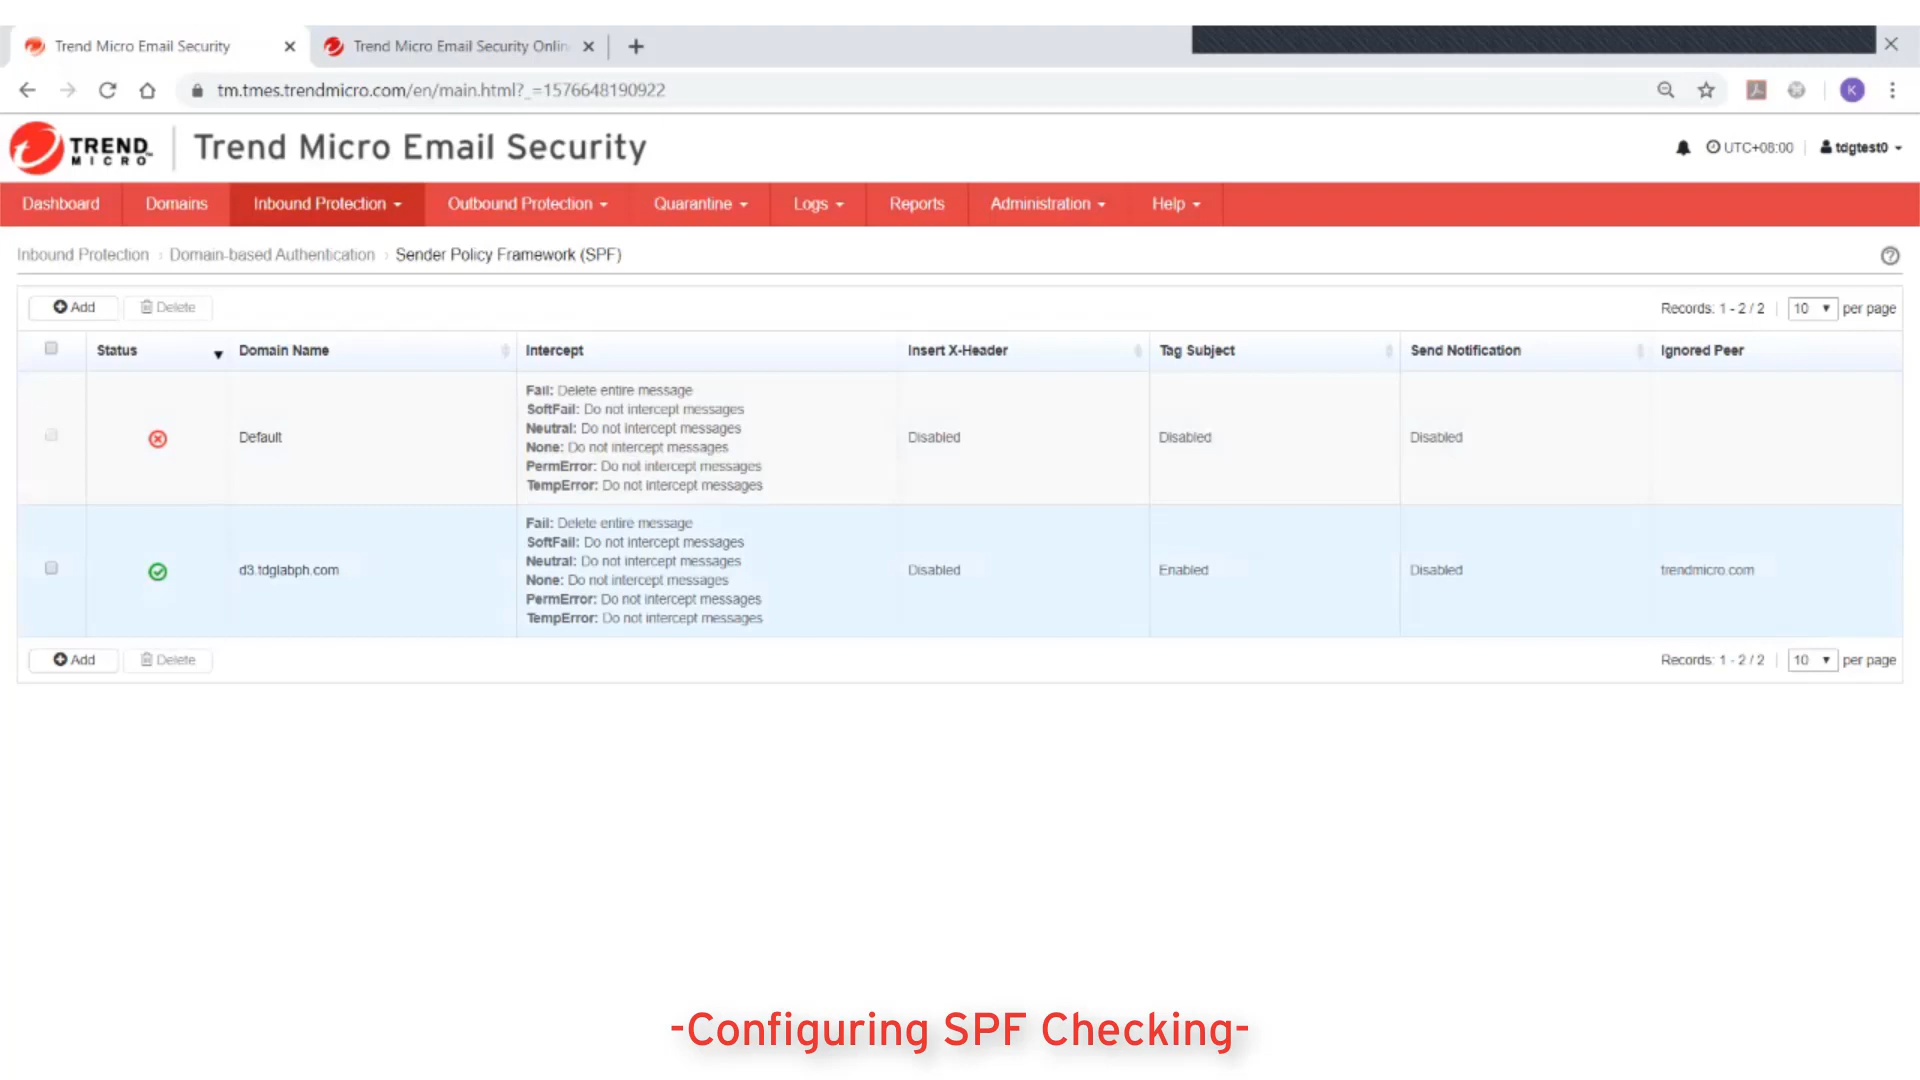 Trend Micro Email Security
Trend Micro Email Security Onlin
tm.tmes.trendmicro.com/en/main.html?_=1576648190922
K
TREND MICRO™
Trend Micro Email Security
UTC+08:00
tdgtest0
Dashboard
Domains
Inbound Protection
Outbound Protection
Quarantine
Logs
Reports
Administration
Help
Inbound Protection › Domain-based Authentication › Sender Policy Framework (SPF)
Add
Delete
Records: 1 - 2 / 2
10
per page
Status
Domain Name
Intercept
Insert X-Header
Tag Subject
Send Notification
Ignored Peer
Default
Fail: Delete entire message
SoftFail: Do not intercept messages
Neutral: Do not intercept messages
None: Do not intercept messages
PermError: Do not intercept messages
TempError: Do not intercept messages
Disabled
Disabled
Disabled
d3.tdglabph.com
Fail: Delete entire message
SoftFail: Do not intercept messages
Neutral: Do not intercept messages
None: Do not intercept messages
PermError: Do not intercept messages
TempError: Do not intercept messages
Disabled
Enabled
Disabled
trendmicro.com
Add
Delete
Records: 1 - 2 / 2
10
per page
-Configuring SPF Checking-